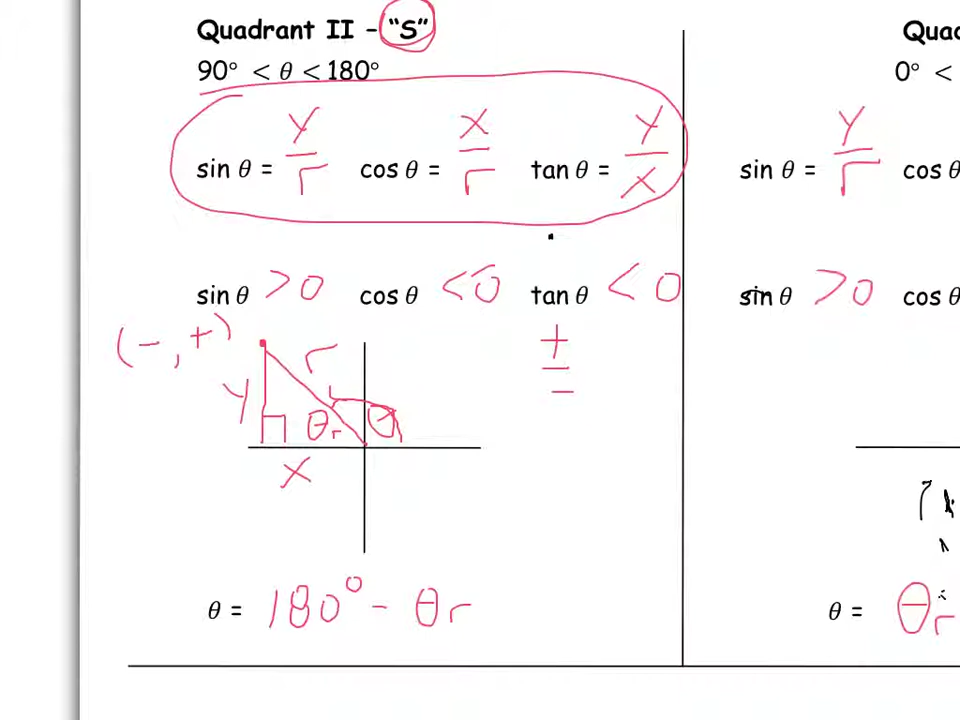 Quadrant II - "S"
90° < θ < 180°
sin θ = y/r cos θ = x/r tan θ = y/x
sin θ > 0 cos θ < 0 tan θ < 0
(-, +)
r
+/-
y
θr
θ
x
θ = 180° - θr
Quad
0° <
sin θ = y/r cos θ
sin θ > 0 cos θ
θ = θr